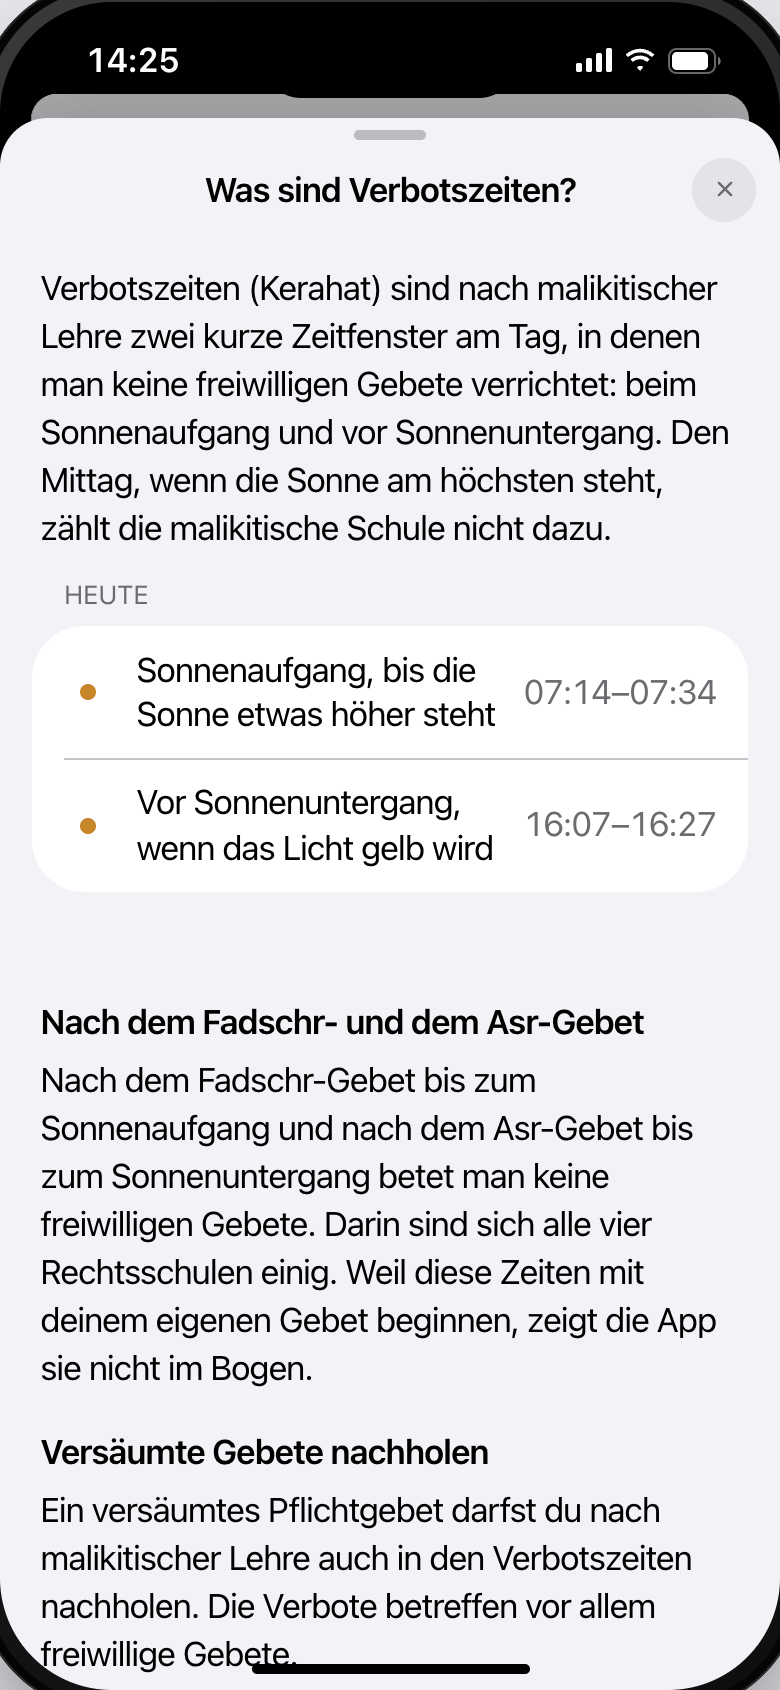 14:25
Was sind Verbotszeiten?
Verbotszeiten (Kerahat) sind nach malikitischer
Lehre zwei kurze Zeitfenster am Tag, in denen
man keine freiwilligen Gebete verrichtet: beim
Sonnenaufgang und vor Sonnenuntergang. Den
Mittag, wenn die Sonne am höchsten steht,
zählt die malikitische Schule nicht dazu.
HEUTE
Sonnenaufgang, bis die
Sonne etwas höher steht
07:14–07:34
Vor Sonnenuntergang,
wenn das Licht gelb wird
16:07–16:27
Nach dem Fadschr- und dem Asr-Gebet
Nach dem Fadschr-Gebet bis zum
Sonnenaufgang und nach dem Asr-Gebet bis
zum Sonnenuntergang betet man keine
freiwilligen Gebete. Darin sind sich alle vier
Rechtsschulen einig. Weil diese Zeiten mit
deinem eigenen Gebet beginnen, zeigt die App
sie nicht im Bogen.
Versäumte Gebete nachholen
Ein versäumtes Pflichtgebet darfst du nach
malikitischer Lehre auch in den Verbotszeiten
nachholen. Die Verbote betreffen vor allem
freiwillige Gebete.